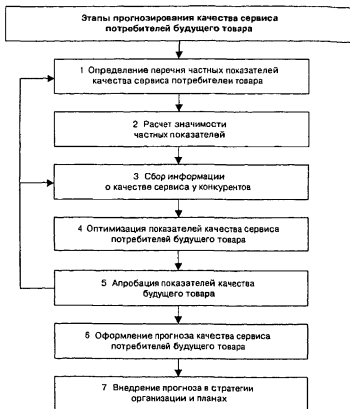 Этапы прогнозирования качества сервиса
потребителей будущего товара
1 Определение перечня частных показателей
качества сервиса потребителеи товара
2 Расчет значимости
частных показателей
3 Сбор информации
о качестве сервиса у конкурентов
4 Оптимизация показателей качества сервиса
потребителей будущего товара
5 Апробация показателей качества
будущего товара
6 Оформление прогноза качества сервиса
потребителей будущего товара
7 Внедрение прогноза в стратегии
организации и планах